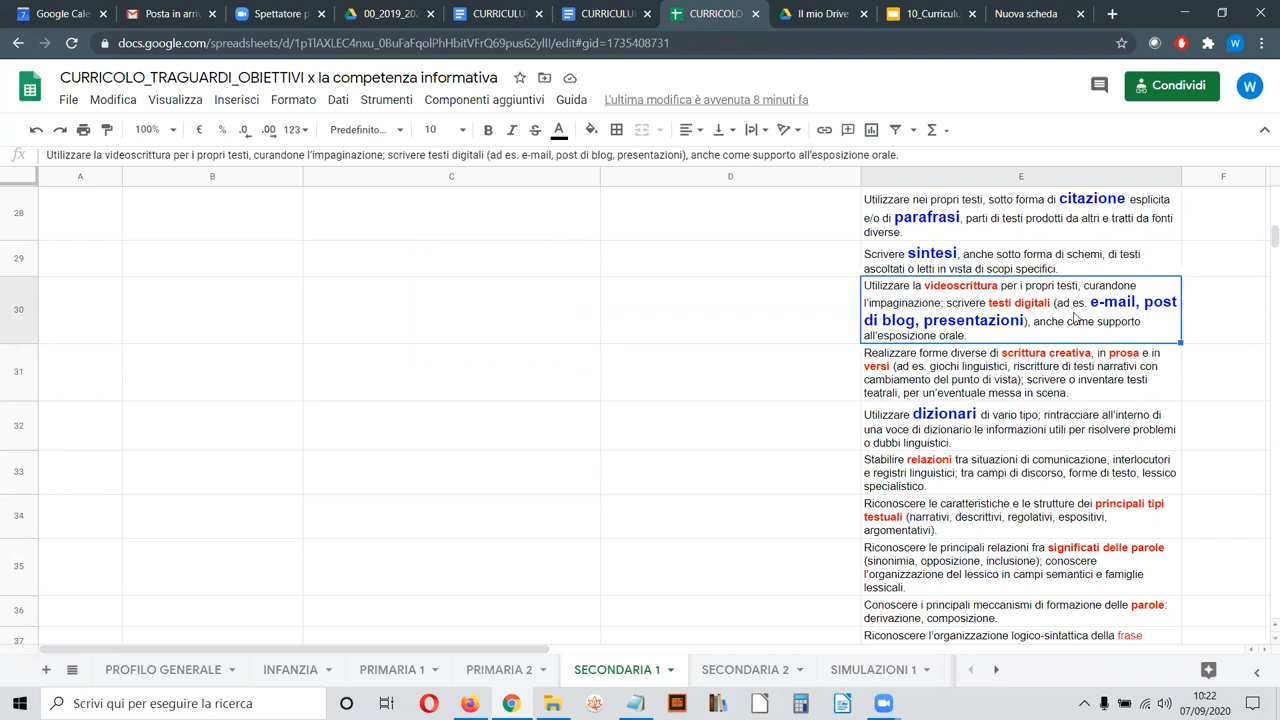 Google Cale
Posta in arri
Spettatore p
00_2019_20
CURRICULU
CURRICULU
CURRICOLO
Il mio Drive
10_Curriculu
Nuova scheda
docs.google.com/spreadsheets/d/1pTlAXLEC4nxu_0BuFaFqolPhHbitVFrQ69pus62ylII/edit#gid=1735408731
CURRICOLO_TRAGUARDI_OBIETTIVI x la competenza informativa
File Modifica Visualizza Inserisci Formato Dati Strumenti Componenti aggiuntivi Guida L'ultima modifica è avvenuta 8 minuti fa
Condividi
W
100% € % .0 .00 123 Predefinito... 10 B I S A
fx Utilizzare la videoscrittura per i propri testi, curandone l'impaginazione; scrivere testi digitali (ad es. e-mail, post di blog, presentazioni), anche come supporto all'esposizione orale.
A B C D E F
28
Utilizzare nei propri testi, sotto forma di citazione esplicita
e/o di parafrasi, parti di testi prodotti da altri e tratti da fonti
diverse.
29
Scrivere sintesi, anche sotto forma di schemi, di testi
ascoltati o letti in vista di scopi specifici.
30
Utilizzare la videoscrittura per i propri testi, curandone
l'impaginazione; scrivere testi digitali (ad es. e-mail, post
di blog, presentazioni), anche come supporto
all'esposizione orale.
31
Realizzare forme diverse di scrittura creativa, in prosa e in
versi (ad es. giochi linguistici, riscritture di testi narrativi con
cambiamento del punto di vista); scrivere o inventare testi
teatrali, per un'eventuale messa in scena.
32
Utilizzare dizionari di vario tipo; rintracciare all'interno di
una voce di dizionario le informazioni utili per risolvere problemi
o dubbi linguistici.
33
Stabilire relazioni tra situazioni di comunicazione, interlocutori
e registri linguistici; tra campi di discorso, forme di testo, lessico
specialistico.
34
Riconoscere le caratteristiche e le strutture dei principali tipi
testuali (narrativi, descrittivi, regolativi, espositivi,
argomentativi).
35
Riconoscere le principali relazioni fra significati delle parole
(sinonimia, opposizione, inclusione); conoscere
l'organizzazione del lessico in campi semantici e famiglie
lessicali.
36
Conoscere i principali meccanismi di formazione delle parole:
derivazione, composizione.
37
Riconoscere l'organizzazione logico-sintattica della frase
PROFILO GENERALE INFANZIA PRIMARIA 1 PRIMARIA 2 SECONDARIA 1 SECONDARIA 2 SIMULAZIONI 1
Scrivi qui per eseguire la ricerca
10:22
07/09/2020